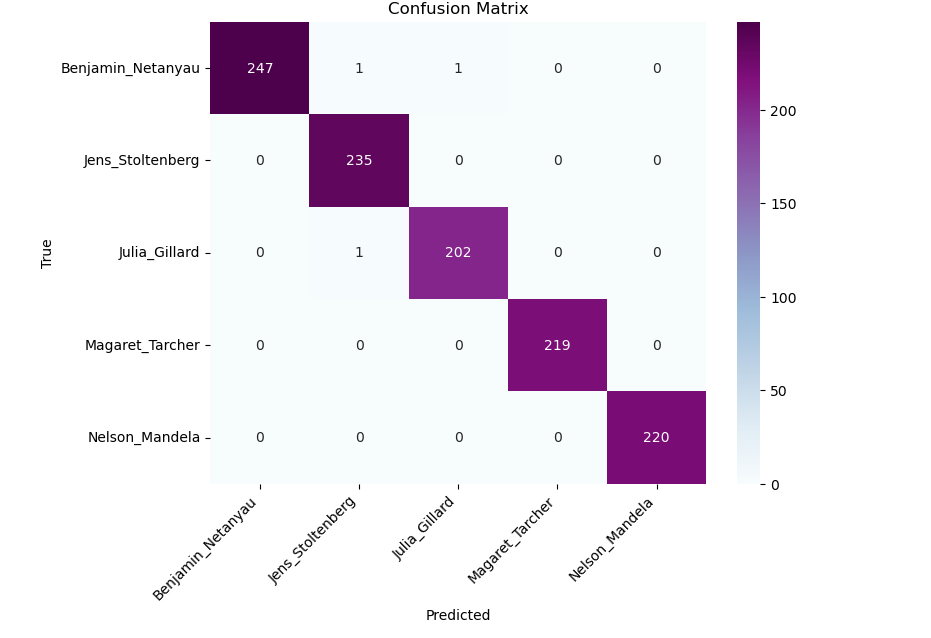 Confusion Matrix
Benjamin_Netanyau 247 1 1 0 0
Jens_Stoltenberg 0 235 0 0 0
Julia_Gillard 0 1 202 0 0
Magaret_Tarcher 0 0 0 219 0
Nelson_Mandela 0 0 0 0 220
True
Benjamin_Netanyau Jens_Stoltenberg Julia_Gillard Magaret_Tarcher Nelson_Mandela
Predicted
200
150
100
50
0